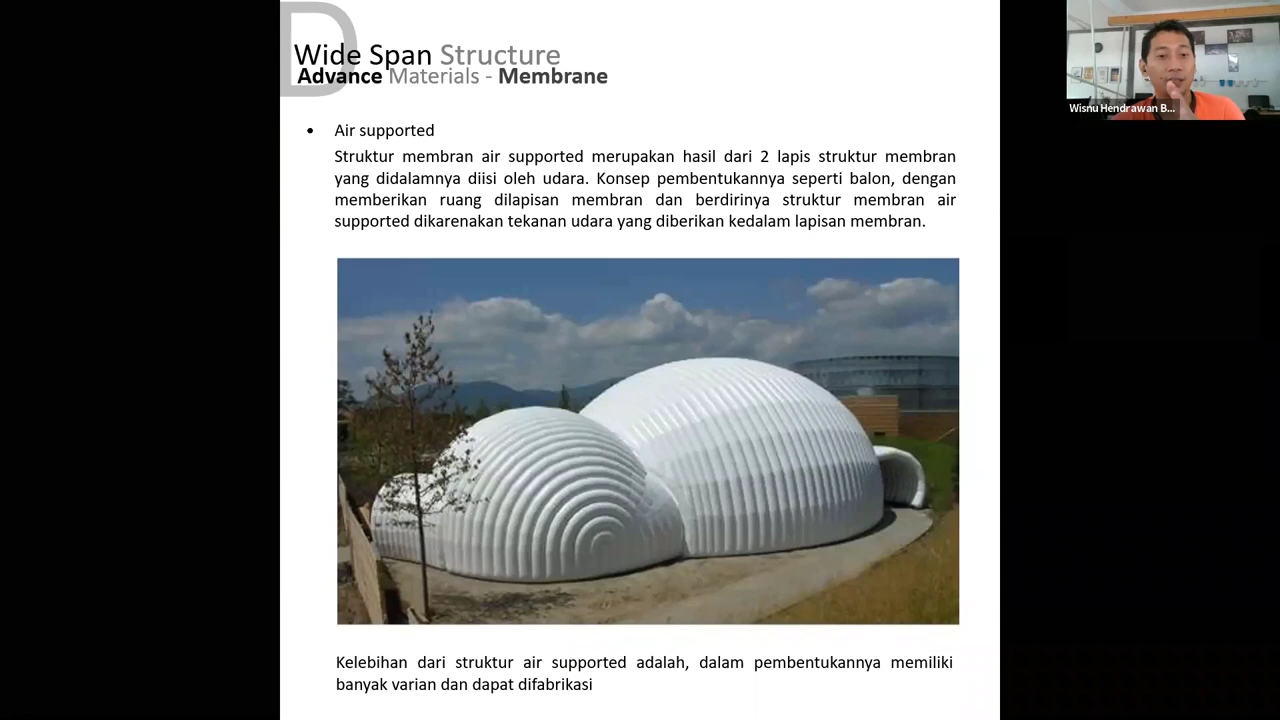 D
Wide Span Structure
Advance Materials - Membrane
• Air supported
Struktur membran air supported merupakan hasil dari 2 lapis struktur membran
yang didalamnya diisi oleh udara. Konsep pembentukannya seperti balon, dengan
memberikan ruang dilapisan membran dan berdirinya struktur membran air
supported dikarenakan tekanan udara yang diberikan kedalam lapisan membran.
Kelebihan dari struktur air supported adalah, dalam pembentukannya memiliki
banyak varian dan dapat difabrikasi
Wisnu Hendrawan B...